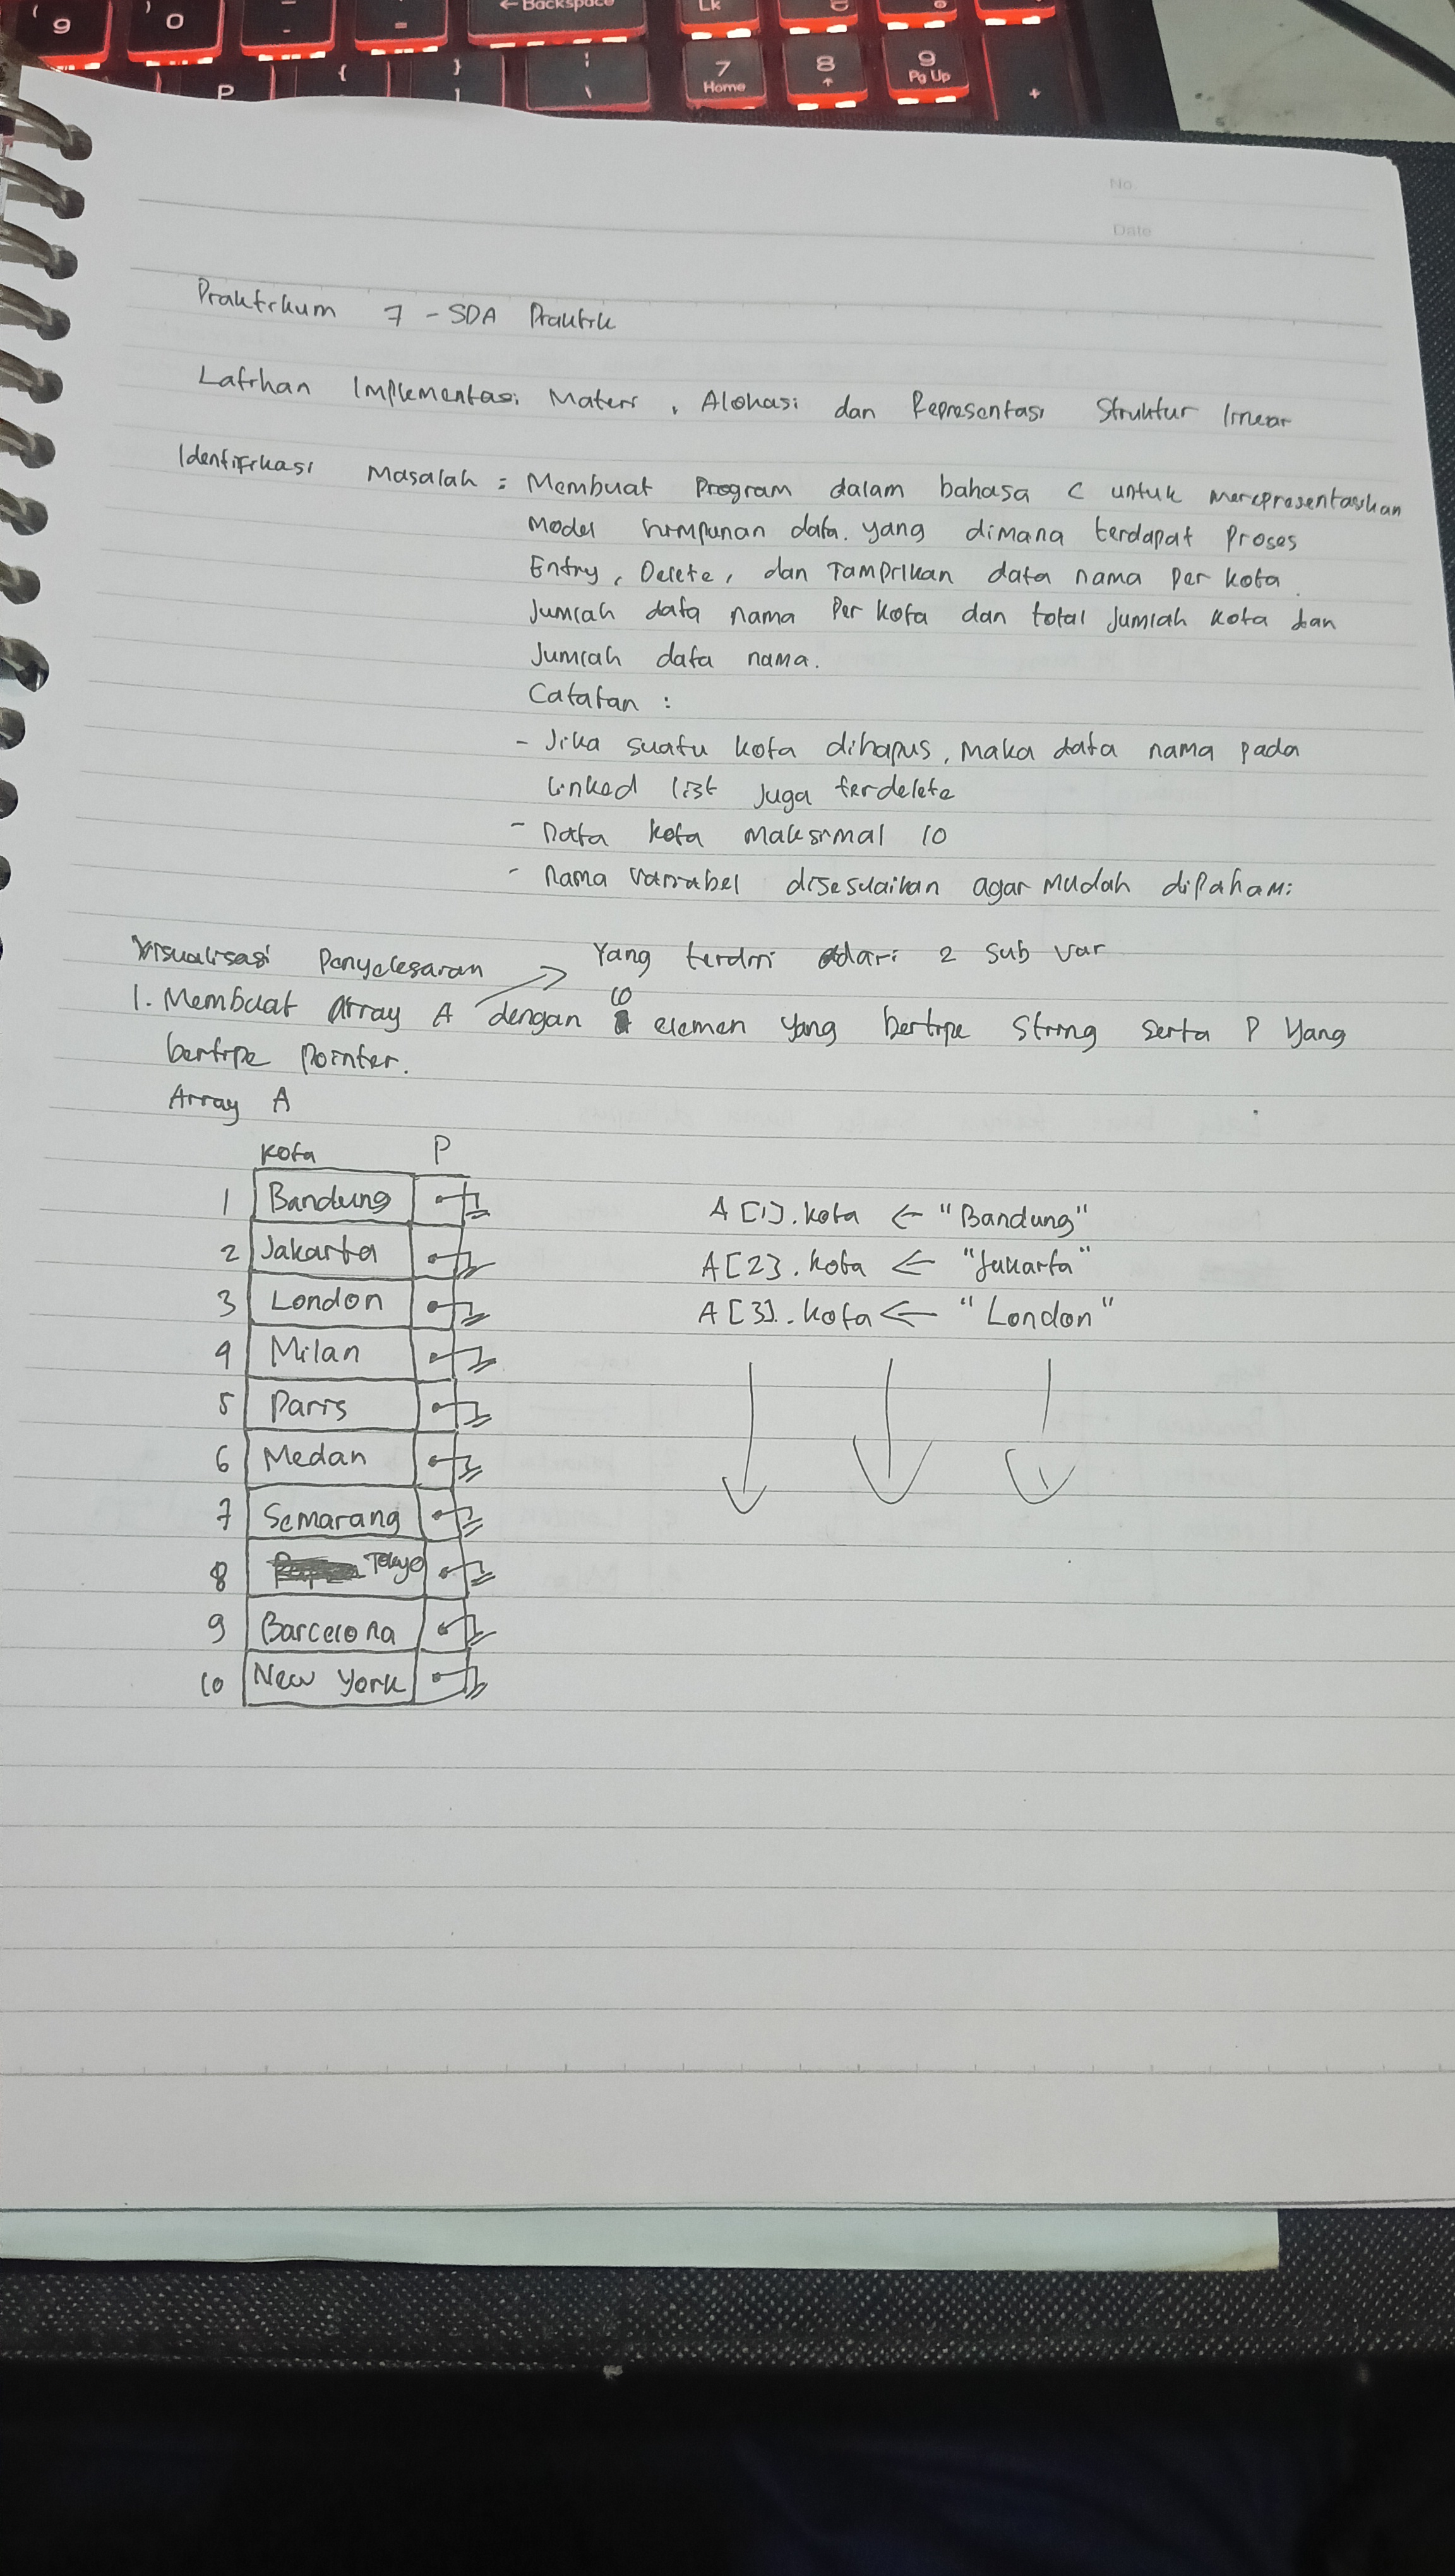 ( 9
) 0
-
← Backspace
Lk
P
{
}
7 Home
8 ↑
9 Pg Up
+
No.
Date
Praktikum 7 - SDA Praktik
Latihan Implementasi Materi, Alokasi dan Representasi Struktur linear
Identifikasi Masalah : Membuat Program dalam bahasa C untuk merepresentasikan
Model himpunan data. yang dimana terdapat Proses
Entry, Delete, dan Tampilkan data nama per kota.
Jumlah data nama Per kota dan total Jumlah kota dan
Jumlah data nama.
Catatan :
- Jika suatu kota dihapus, maka data nama pada
linked list juga terdelete
- Data kota maksimal 10
- nama variabel disesuaikan agar mudah dipahami
Visualisasi Penyelesaian
Yang terdiri dari 2 sub var
1. Membuat Array A dengan 10 elemen yang bertipe String serta P yang
bertipe Pointer.
Array A
Kota P
1 Bandung A[1].kota ← "Bandung"
2 Jakarta A[2].kota ← "Jakarta"
3 London A[3]..kota ← "London"
4 Milan
5 Paris
6 Medan
7 Semarang
8 Tokyo
9 Barcelona
10 New York